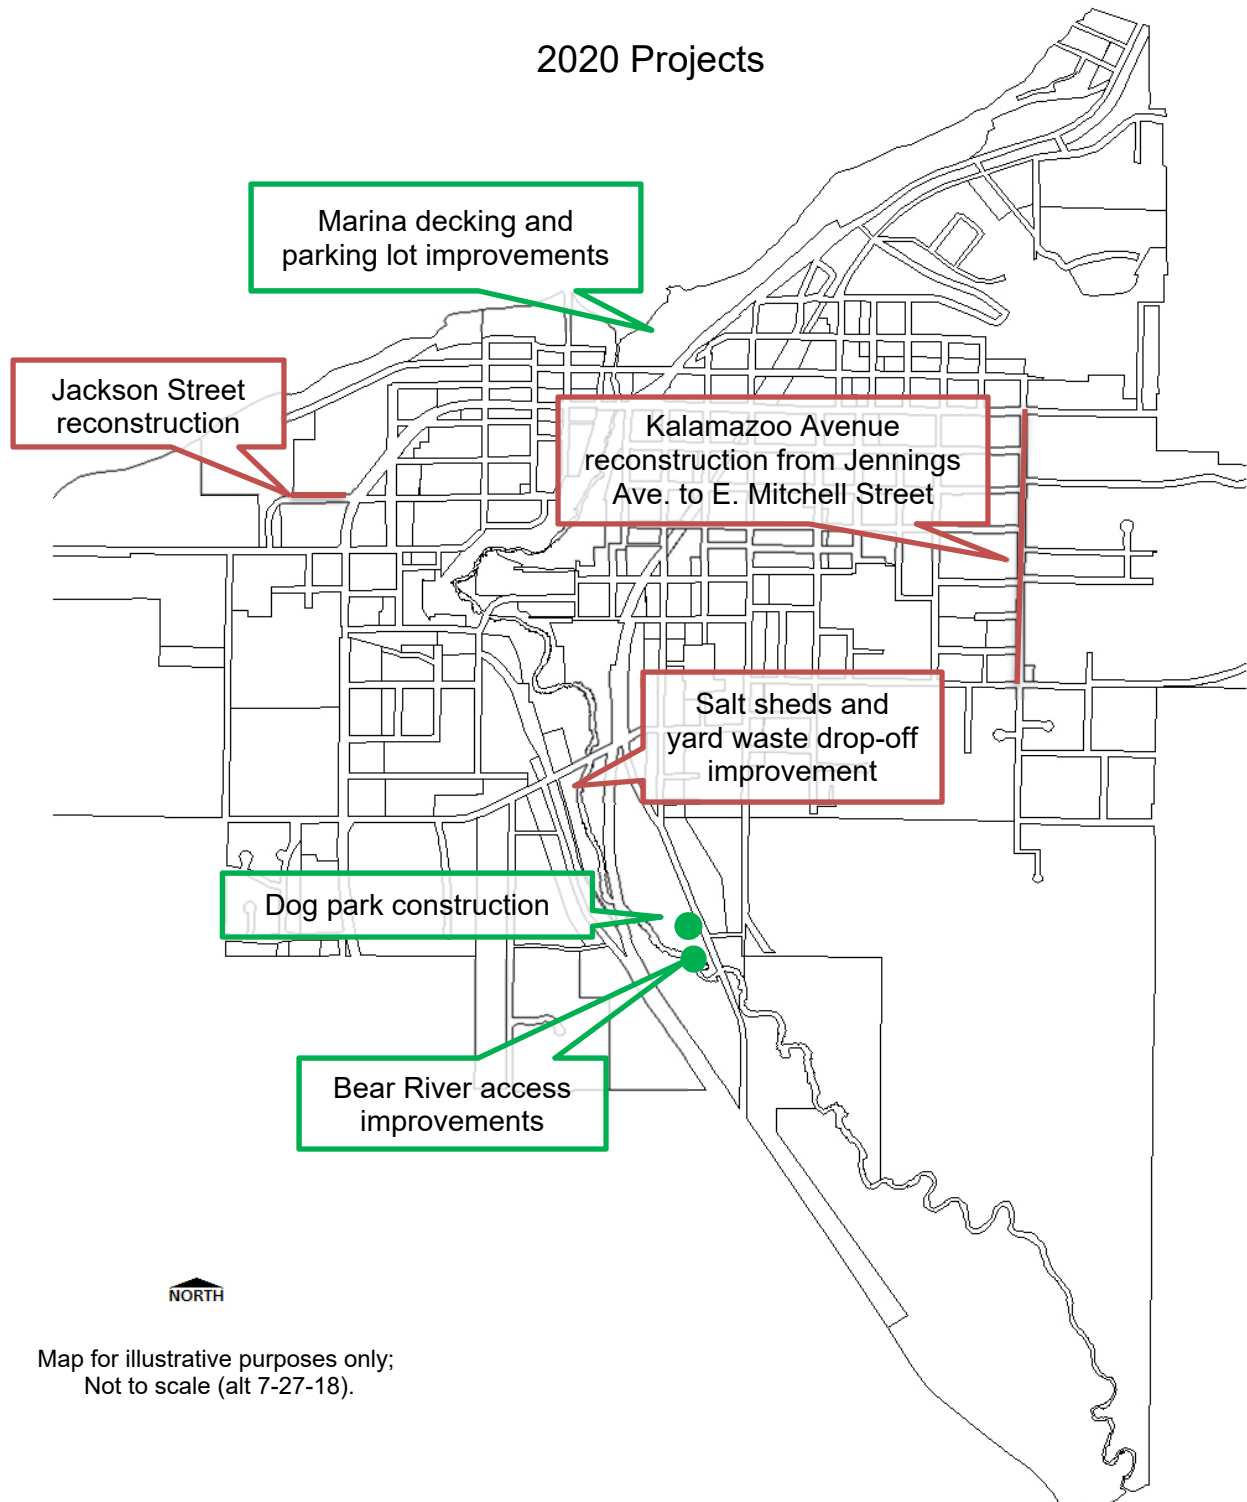 2020 Projects
Marina decking and
parking lot improvements
Jackson Street
reconstruction
Kalamazoo Avenue
reconstruction from Jennings
Ave. to E. Mitchell Street
Salt sheds and
yard waste drop-off
improvement
Dog park construction
Bear River access
improvements
NORTH
Map for illustrative purposes only;
Not to scale (alt 7-27-18).